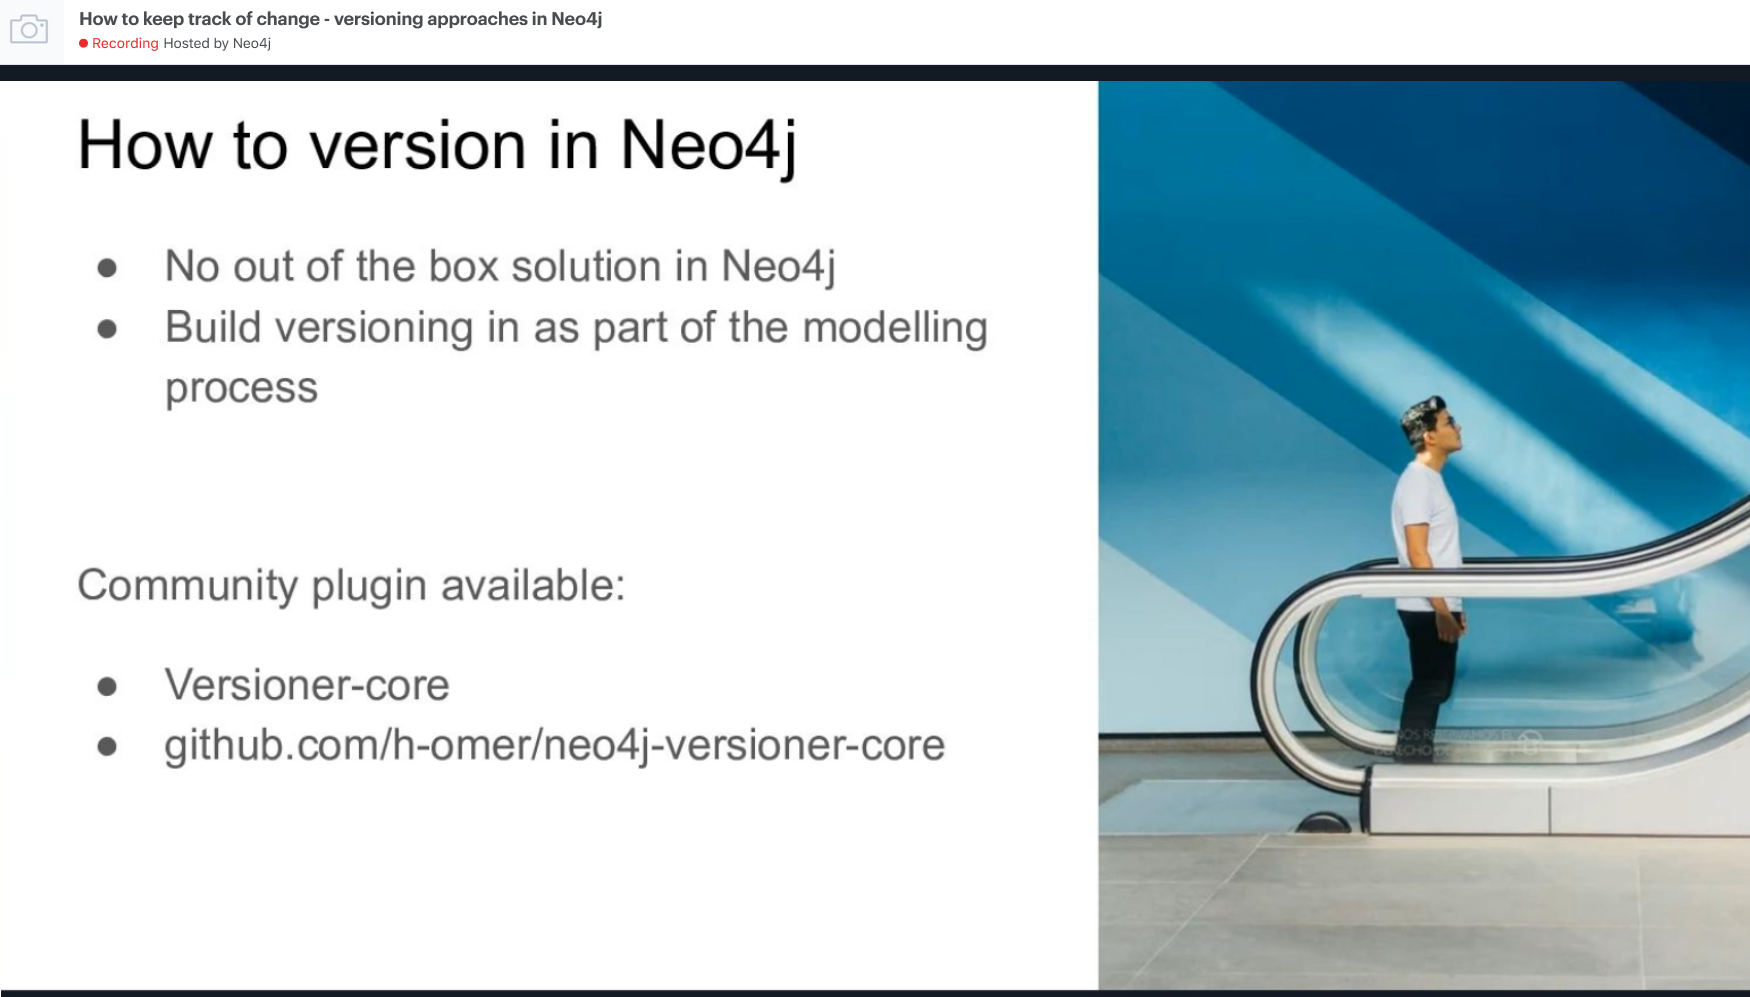 How to keep track of change - versioning approaches in Neo4j
Recording Hosted by Neo4j
How to version in Neo4j
● No out of the box solution in Neo4j
● Build versioning in as part of the modelling
process
Community plugin available:
● Versioner-core
● github.com/h-omer/neo4j-versioner-core